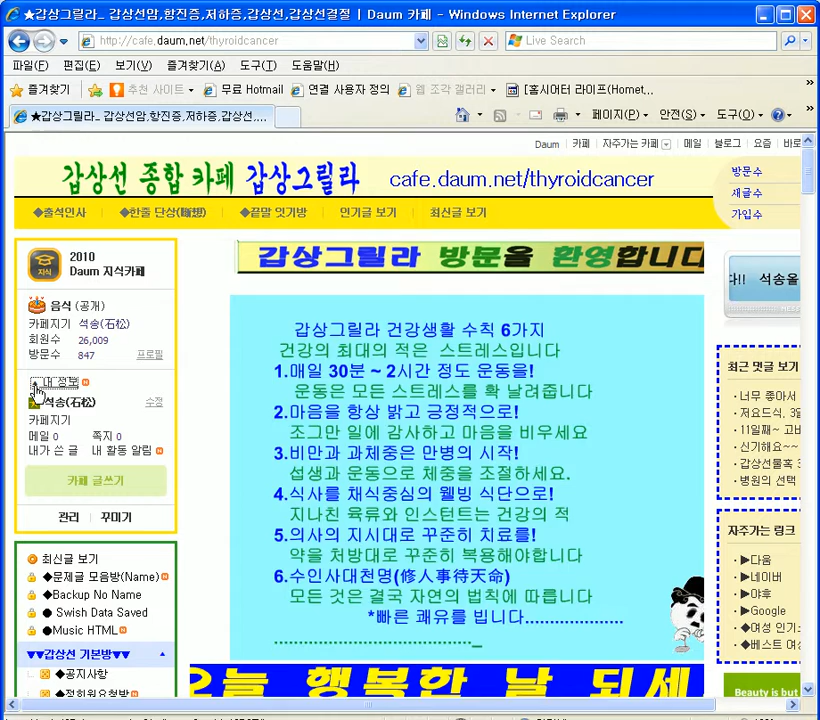 ★갑상그릴라_ 갑상선암,항진증,저하증,갑상선,갑상선결절 | Daum 카페 - Windows Internet Explorer
http://cafe.daum.net/thyroidcancer
Live Search
파일(F) 편집(E) 보기(V) 즐겨찾기(A) 도구(T) 도움말(H)
즐겨찾기 추천 사이트 무료 Hotmail 연결 사용자 정의 웹 조각 갤러리 [홈시어터 라이프(Homet...
★갑상그릴라_ 갑상선암,항진증,저하증,갑상선,....
페이지(P) 안전(S) 도구(O)
Daum 카페 자주가는 카페 메일 블로그 요즘 바로
갑상선 종합 카페 갑상그릴라 cafe.daum.net/thyroidcancer
방문수
새글수
가입수
◆출석인사 ◆한줄 단상(斷想) ◆끝말 잇기방 인기글 보기 최신글 보기
2010
Daum 지식카페
지식
음식 (공개)
카페지기 석송(石松)
회원수 26,009
방문수 847 프로필
내 정보
석송(石松) 수정
카페지기
메일 0 쪽지 0
내가 쓴 글 내 활동 알림
카페 글쓰기
관리 꾸미기
최신글 보기
◆문제글 모음방(Name)
◆Backup No Name
● Swish Data Saved
●Music HTML
▼▼갑상선 기본방▼▼
◆공지사항
◆정회원요청방
갑상그릴라 방문을 환영합니다
갑상그릴라 건강생활 수칙 6가지
건강의 최대의 적은 스트레스입니다
1.매일 30분 ~ 2시간 정도 운동을!
운동은 모든 스트레스를 확 날려줍니다
2.마음을 항상 밝고 긍정적으로!
조그만 일에 감사하고 마음을 비우세요
3.비만과 과체중은 만병의 시작!
섭생과 운동으로 체중을 조절하세요.
4.식사를 채식중심의 웰빙 식단으로!
지나친 육류와 인스턴트는 건강의 적
5.의사의 지시대로 꾸준히 치료를!
약을 처방대로 꾸준히 복용해야합니다
6.수인사대천명(修人事待天命)
모든 것은 결국 자연의 법칙에 따릅니다
*빠른 쾌유를 빕니다....................
오늘 행복한 날 되세
다!! 석송올
최근 댓글 보기
· 너무 좋아서
· 저요드식, 3일
· 11일째~ 고비
· 신기해요~~
· 갑상선물혹 3
· 병원의 선택
자주가는 링크
· ▶다음
· ▶네이버
· ▶야후
· ▶Google
· ◆여성 인기스
· ◆베스트 여성
Beauty is but